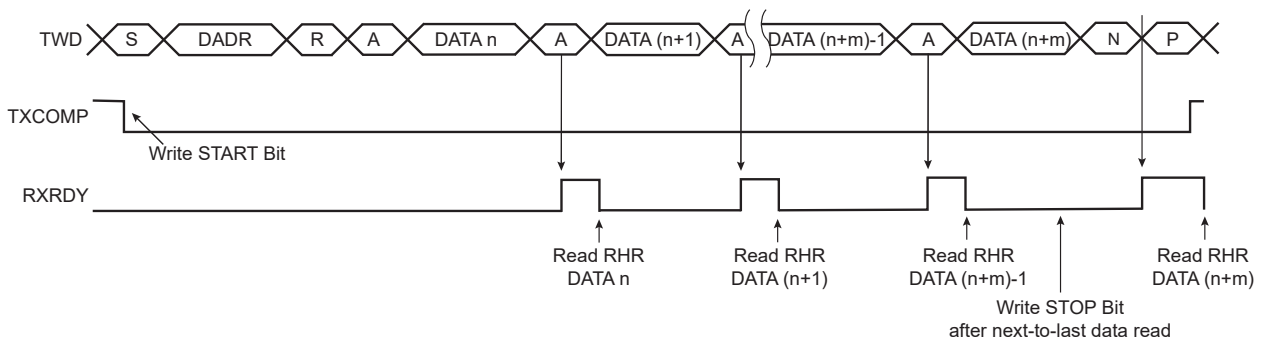 TWD S DADR R A DATA n A DATA (n+1) A DATA (n+m)-1 A DATA (n+m) N P
TXCOMP
Write START Bit
RXRDY
Read RHR Read RHR Read RHR Read RHR
DATA n DATA (n+1) DATA (n+m)-1 DATA (n+m)
Write STOP Bit
after next-to-last data read